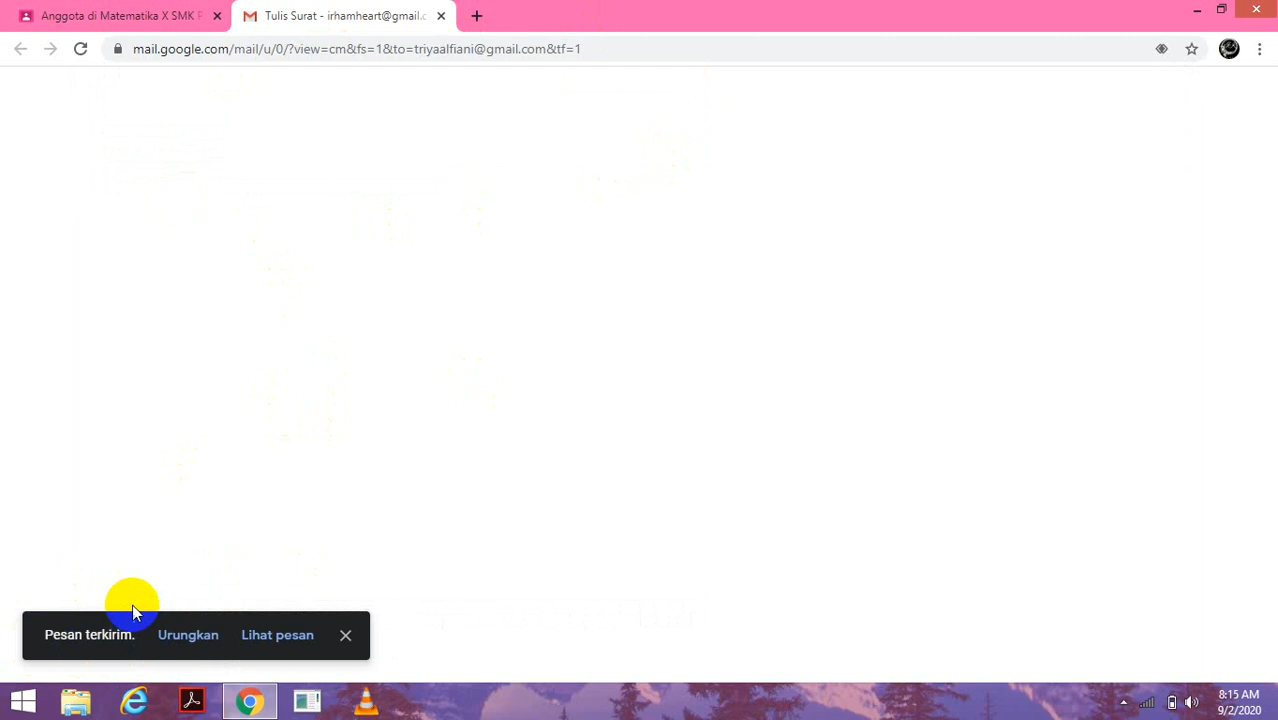 Anggota di Matematika X SMK
Tulis Surat - irhamheart@gmail.c
mail.google.com/mail/u/0/?view=cm&fs=1&to=triyaalfiani@gmail.com&tf=1
Pesan terkirim. Urungkan Lihat pesan
8:15 AM
9/2/2020